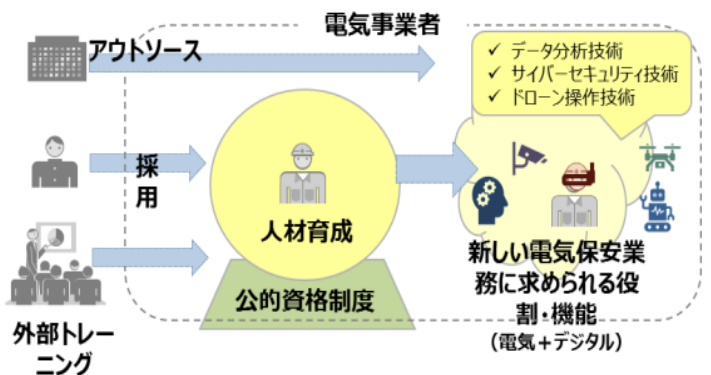 電気事業者
アウトソース
✓ データ分析技術
✓ サイバーセキュリティ技術
✓ ドローン操作技術
採
用
人材育成
公的資格制度
外部トレー
ニング
新しい電気保安業
務に求められる役
割・機能
(電気+デジタル)